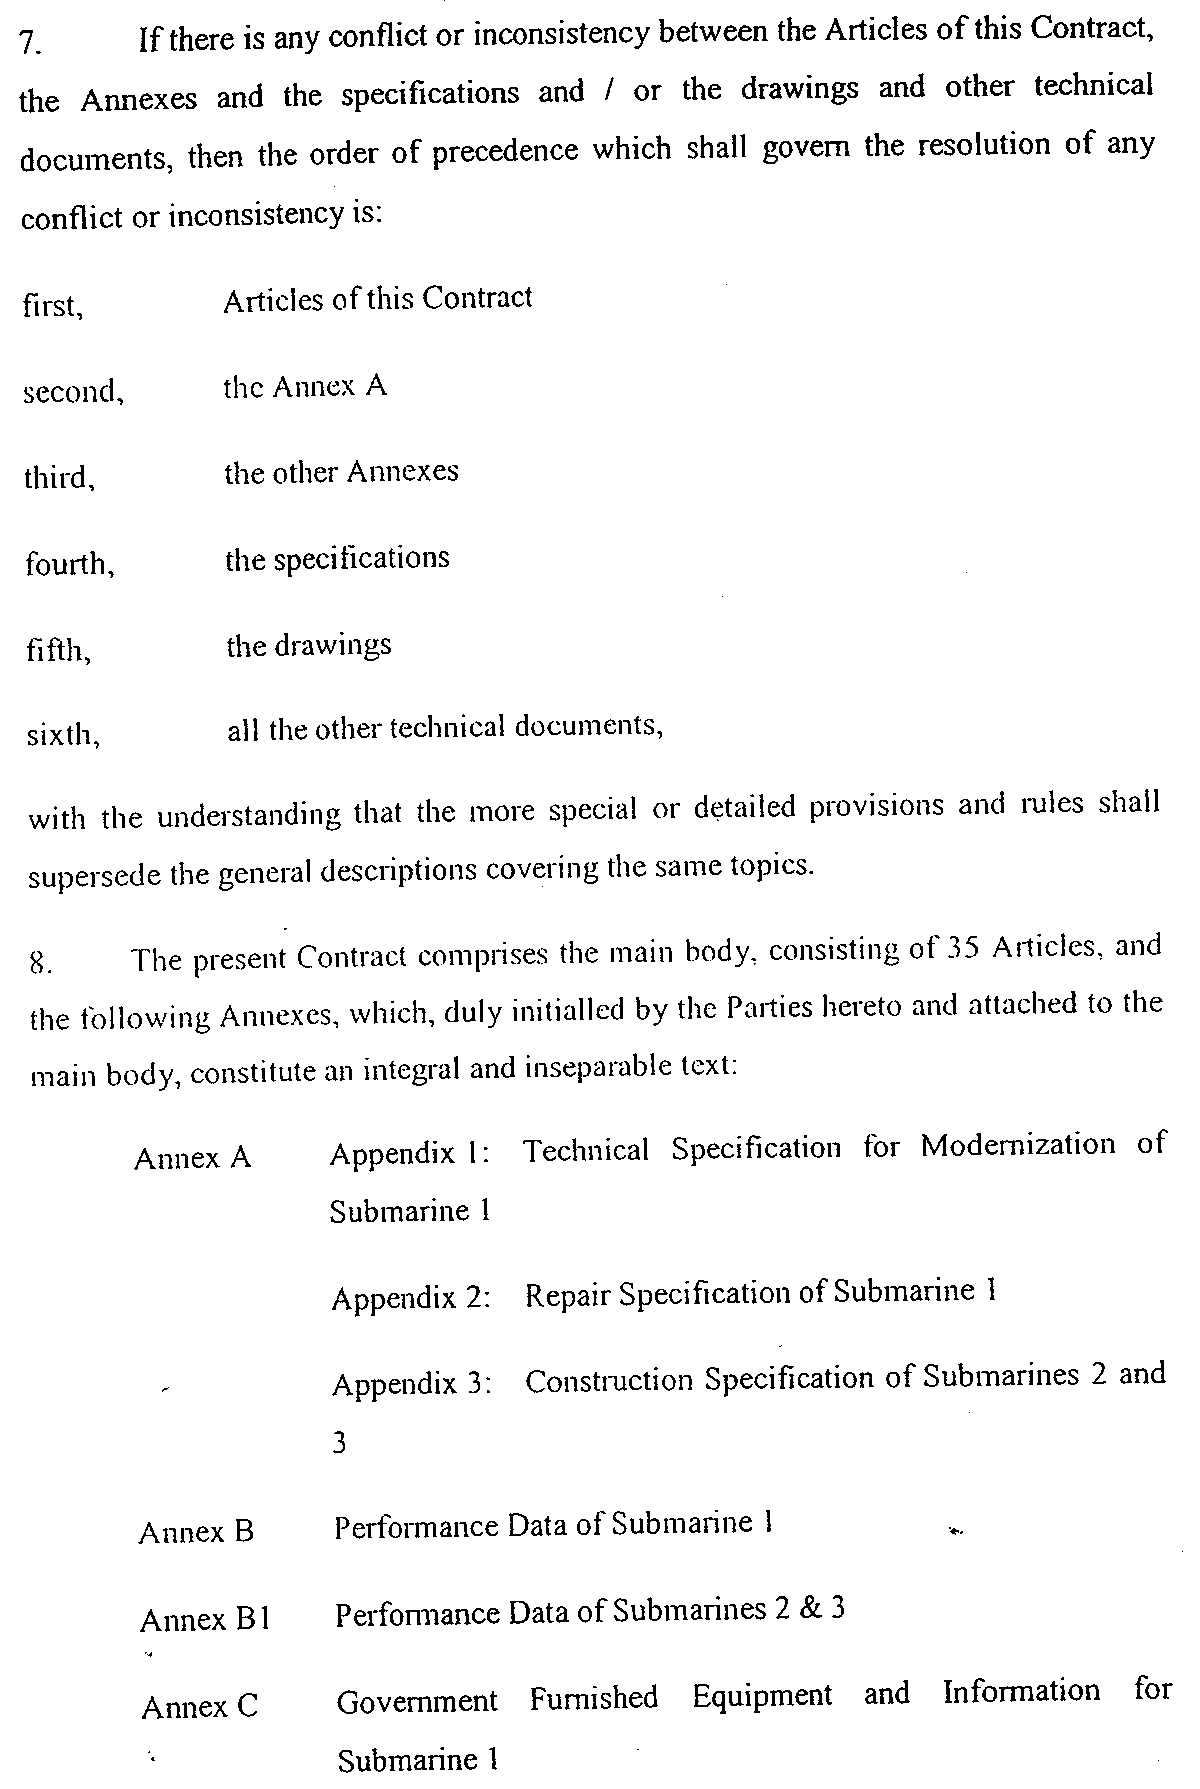 7. If there is any conflict or inconsistency between the Articles of this Contract,
the Annexes and the specifications and / or the drawings and other technical
documents, then the order of precedence which shall govern the resolution of any
conflict or inconsistency is:
first, Articles of this Contract
second, the Annex A
third, the other Annexes
fourth, the specifications
fifth, the drawings
sixth, all the other technical documents,
with the understanding that the more special or detailed provisions and rules shall
supersede the general descriptions covering the same topics.
8. The present Contract comprises the main body, consisting of 35 Articles, and
the following Annexes, which, duly initialled by the Parties hereto and attached to the
main body, constitute an integral and inseparable text:
Annex A Appendix 1: Technical Specification for Modernization of
Submarine 1
Appendix 2: Repair Specification of Submarine 1
Appendix 3: Construction Specification of Submarines 2 and
3
Annex B Performance Data of Submarine 1
Annex B1 Performance Data of Submarines 2 & 3
Annex C Government Furnished Equipment and Information for
Submarine 1